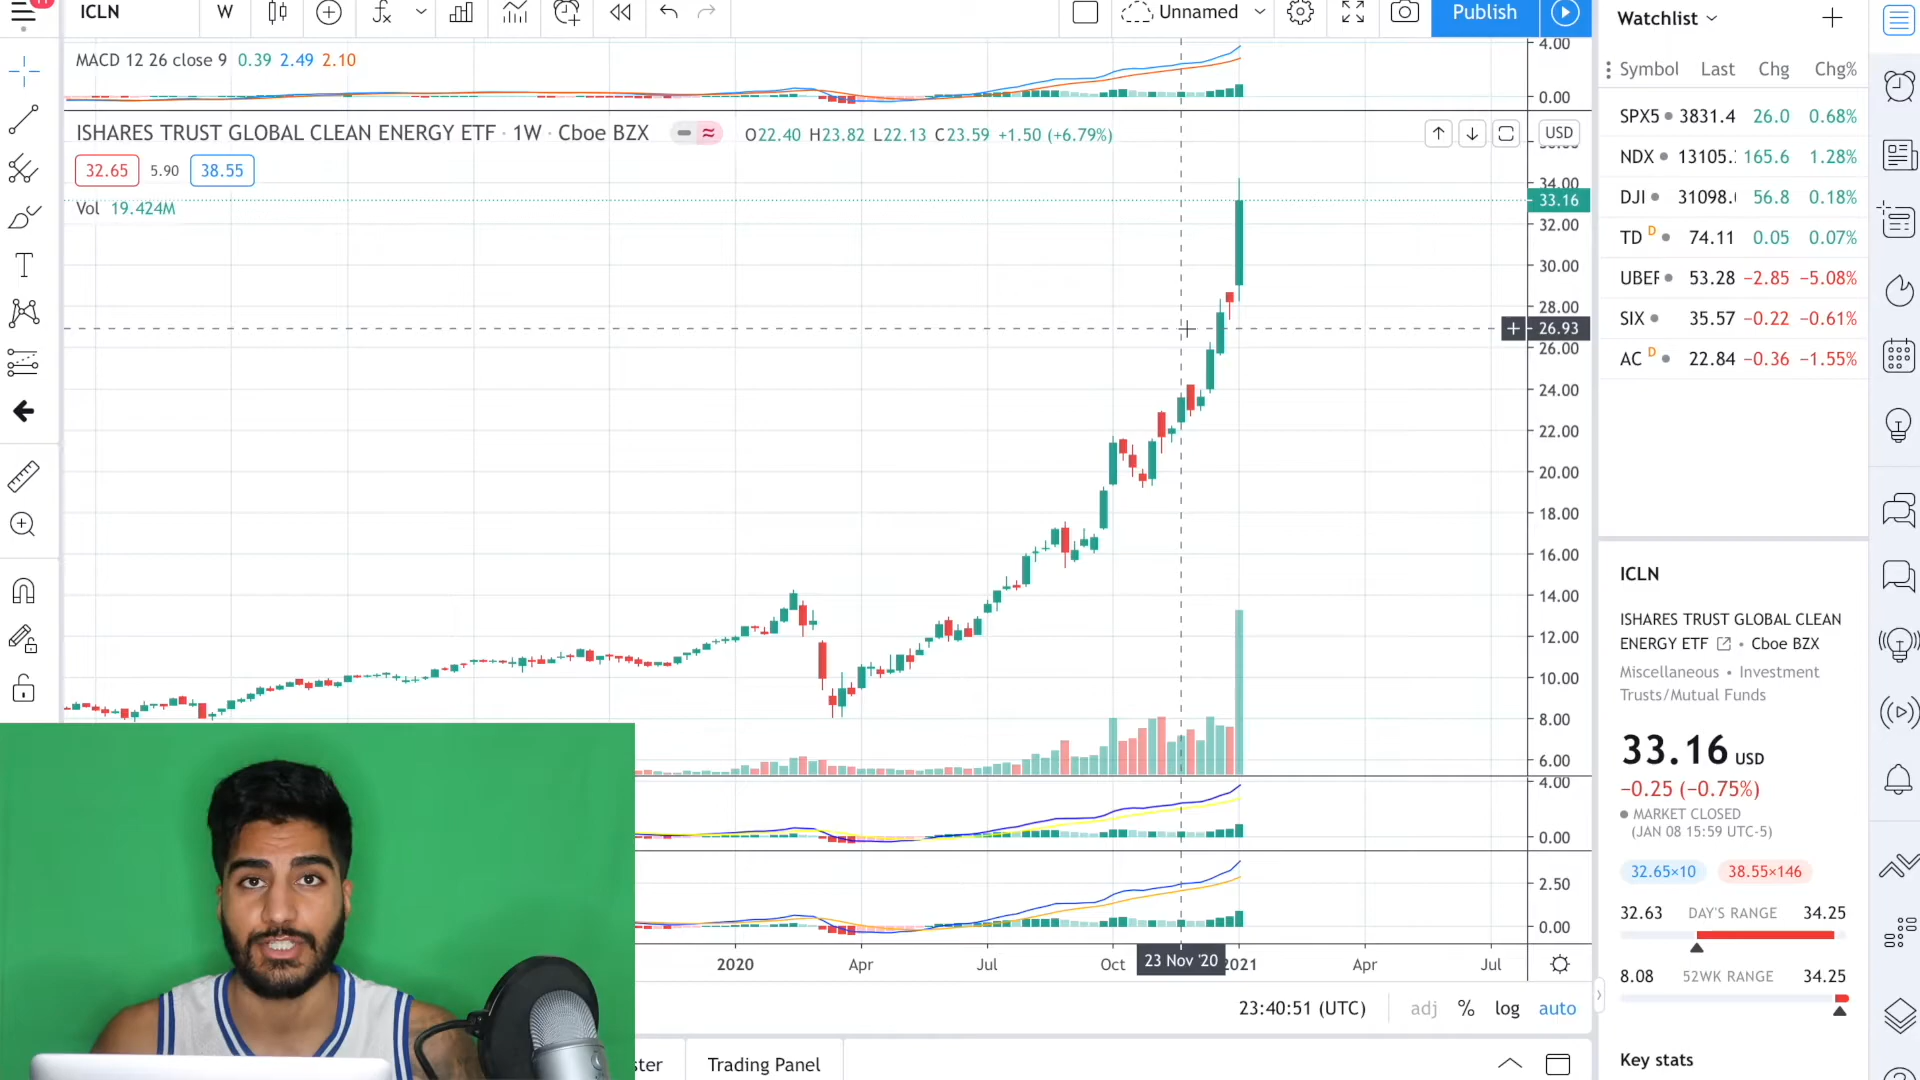 11
ICLN
W
Unnamed
Publish
Watchlist
MACD 12 26 close 9 0.39 2.49 2.10
4.00
0.00
Symbol Last Chg Chg%
SPX5 3831.4 26.0 0.68%
NDX 13105. 165.6 1.28%
DJI 31098. 56.8 0.18%
TD D 74.11 0.05 0.07%
UBER 53.28 −2.85 −5.08%
SIX 35.57 −0.22 −0.61%
AC D 22.84 −0.36 −1.55%
ISHARES TRUST GLOBAL CLEAN ENERGY ETF · 1W · Cboe BZX
O22.40 H23.82 L22.13 C23.59 +1.50 (+6.79%)
USD
32.65 5.90 38.55
Vol 19.424M
34.00
33.16
32.00
30.00
28.00
26.93
26.00
24.00
22.00
20.00
18.00
16.00
14.00
12.00
10.00
8.00
6.00
4.00
0.00
2.50
0.00
2020 Apr Jul Oct 23 Nov '20 2021 Apr Jul
23:40:51 (UTC) adj % log auto
ster Trading Panel
ICLN
ISHARES TRUST GLOBAL CLEAN
ENERGY ETF • Cboe BZX
Miscellaneous • Investment
Trusts/Mutual Funds
33.16 USD
−0.25 (−0.75%)
MARKET CLOSED
(JAN 08 15:59 UTC-5)
32.65×10 38.55×146
32.63 DAY'S RANGE 34.25
8.08 52WK RANGE 34.25
Key stats